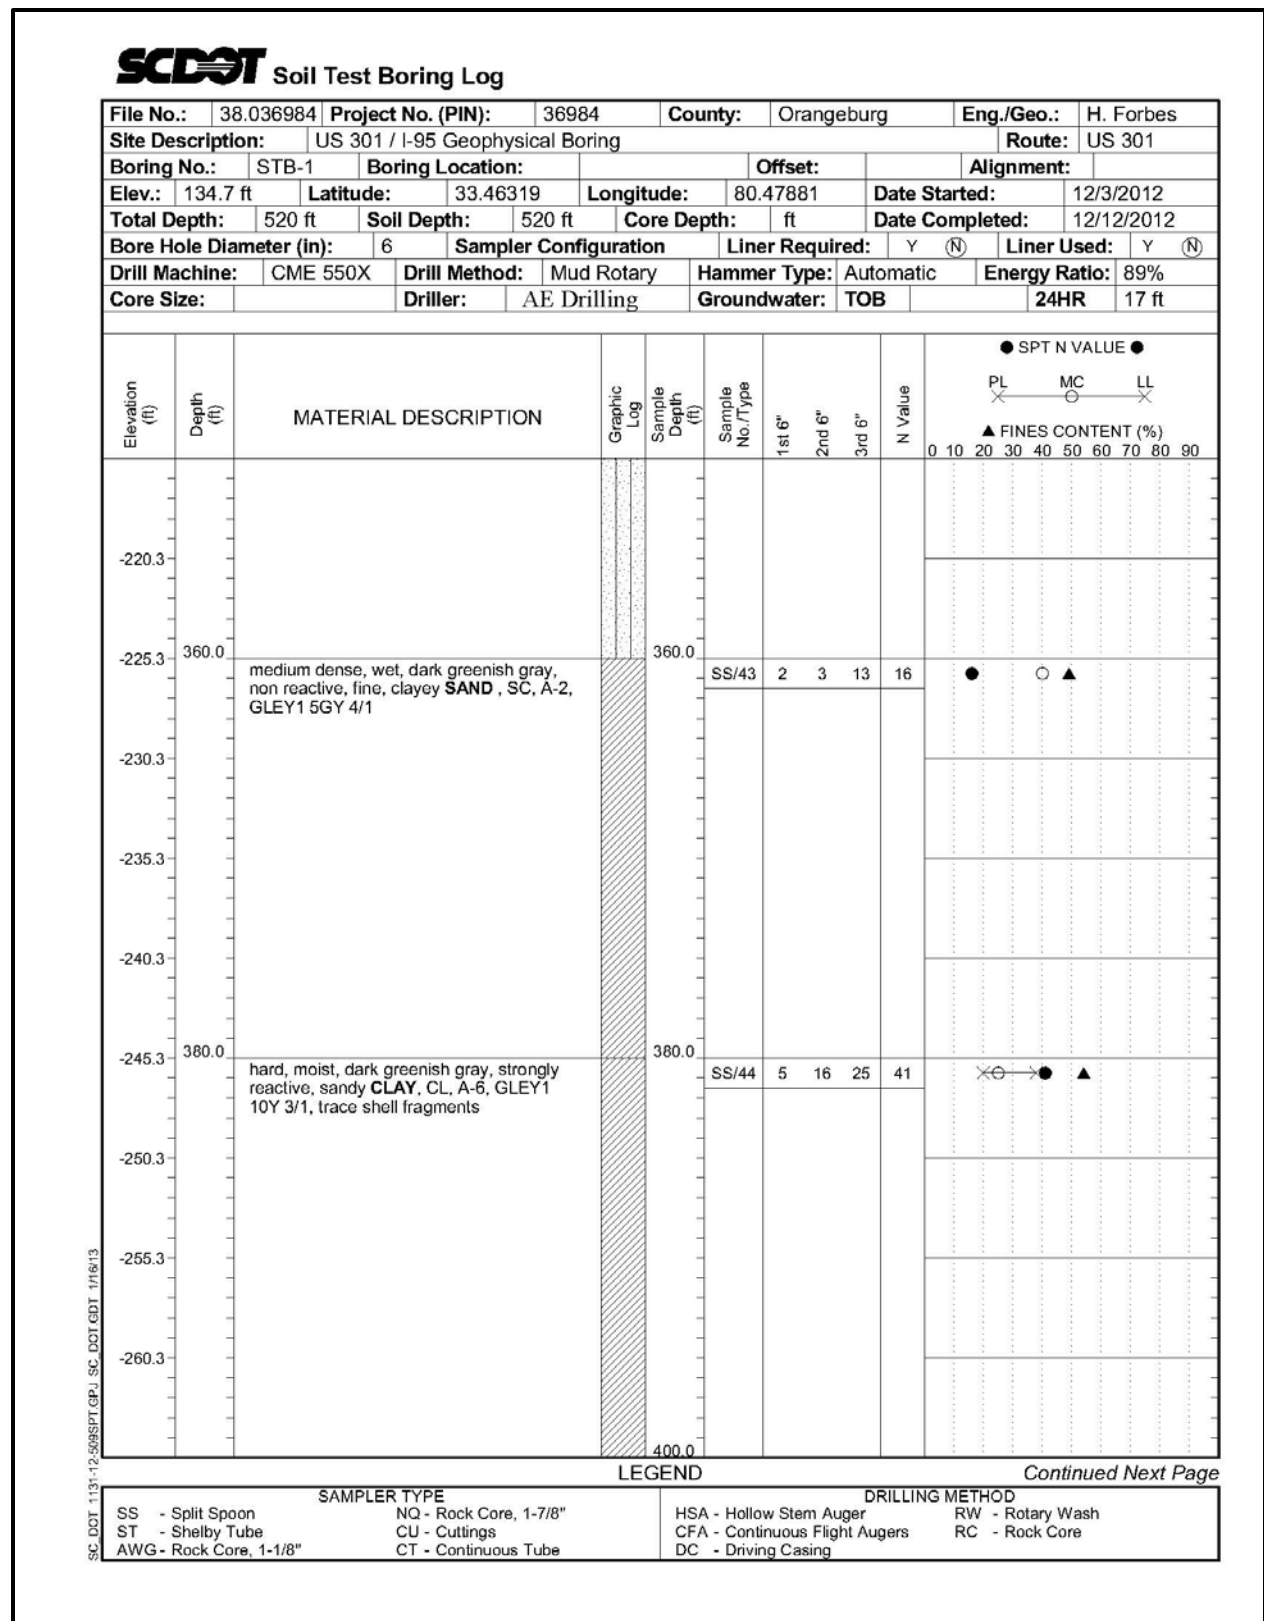 SCDOT Soil Test Boring Log
File No.: 38.036984 Project No. (PIN): 36984 County: Orangeburg Eng./Geo.: H. Forbes
Site Description: US 301 / I-95 Geophysical Boring Route: US 301
Boring No.: STB-1 Boring Location: Offset: Alignment:
Elev.: 134.7 ft Latitude: 33.46319 Longitude: 80.47881 Date Started: 12/3/2012
Total Depth: 520 ft Soil Depth: 520 ft Core Depth: ft Date Completed: 12/12/2012
Bore Hole Diameter (in): 6 Sampler Configuration Liner Required: Y N Liner Used: Y N
Drill Machine: CME 550X Drill Method: Mud Rotary Hammer Type: Automatic Energy Ratio: 89%
Core Size: Driller: AE Drilling Groundwater: TOB 24HR 17 ft
Elevation (ft)
Depth (ft)
MATERIAL DESCRIPTION
Graphic Log
Sample Depth (ft)
Sample No./Type
1st 6"
2nd 6"
3rd 6"
N Value
● SPT N VALUE ●
PL MC LL
▲ FINES CONTENT (%)
0 10 20 30 40 50 60 70 80 90
-220.3
-225.3 360.0 360.0
medium dense, wet, dark greenish gray,
non reactive, fine, clayey SAND , SC, A-2,
GLEY1 5GY 4/1
SS/43 2 3 13 16
-230.3
-235.3
-240.3
-245.3 380.0 380.0
hard, moist, dark greenish gray, strongly
reactive, sandy CLAY, CL, A-6, GLEY1
10Y 3/1, trace shell fragments
SS/44 5 16 25 41
-250.3
-255.3
-260.3
400.0
SC_DOT 1131-12-509SPT.GPJ SC_DOT.GDT 1/16/13
LEGEND
Continued Next Page
SAMPLER TYPE
SS - Split Spoon NQ - Rock Core, 1-7/8"
ST - Shelby Tube CU - Cuttings
AWG - Rock Core, 1-1/8" CT - Continuous Tube
DRILLING METHOD
HSA - Hollow Stem Auger RW - Rotary Wash
CFA - Continuous Flight Augers RC - Rock Core
DC - Driving Casing